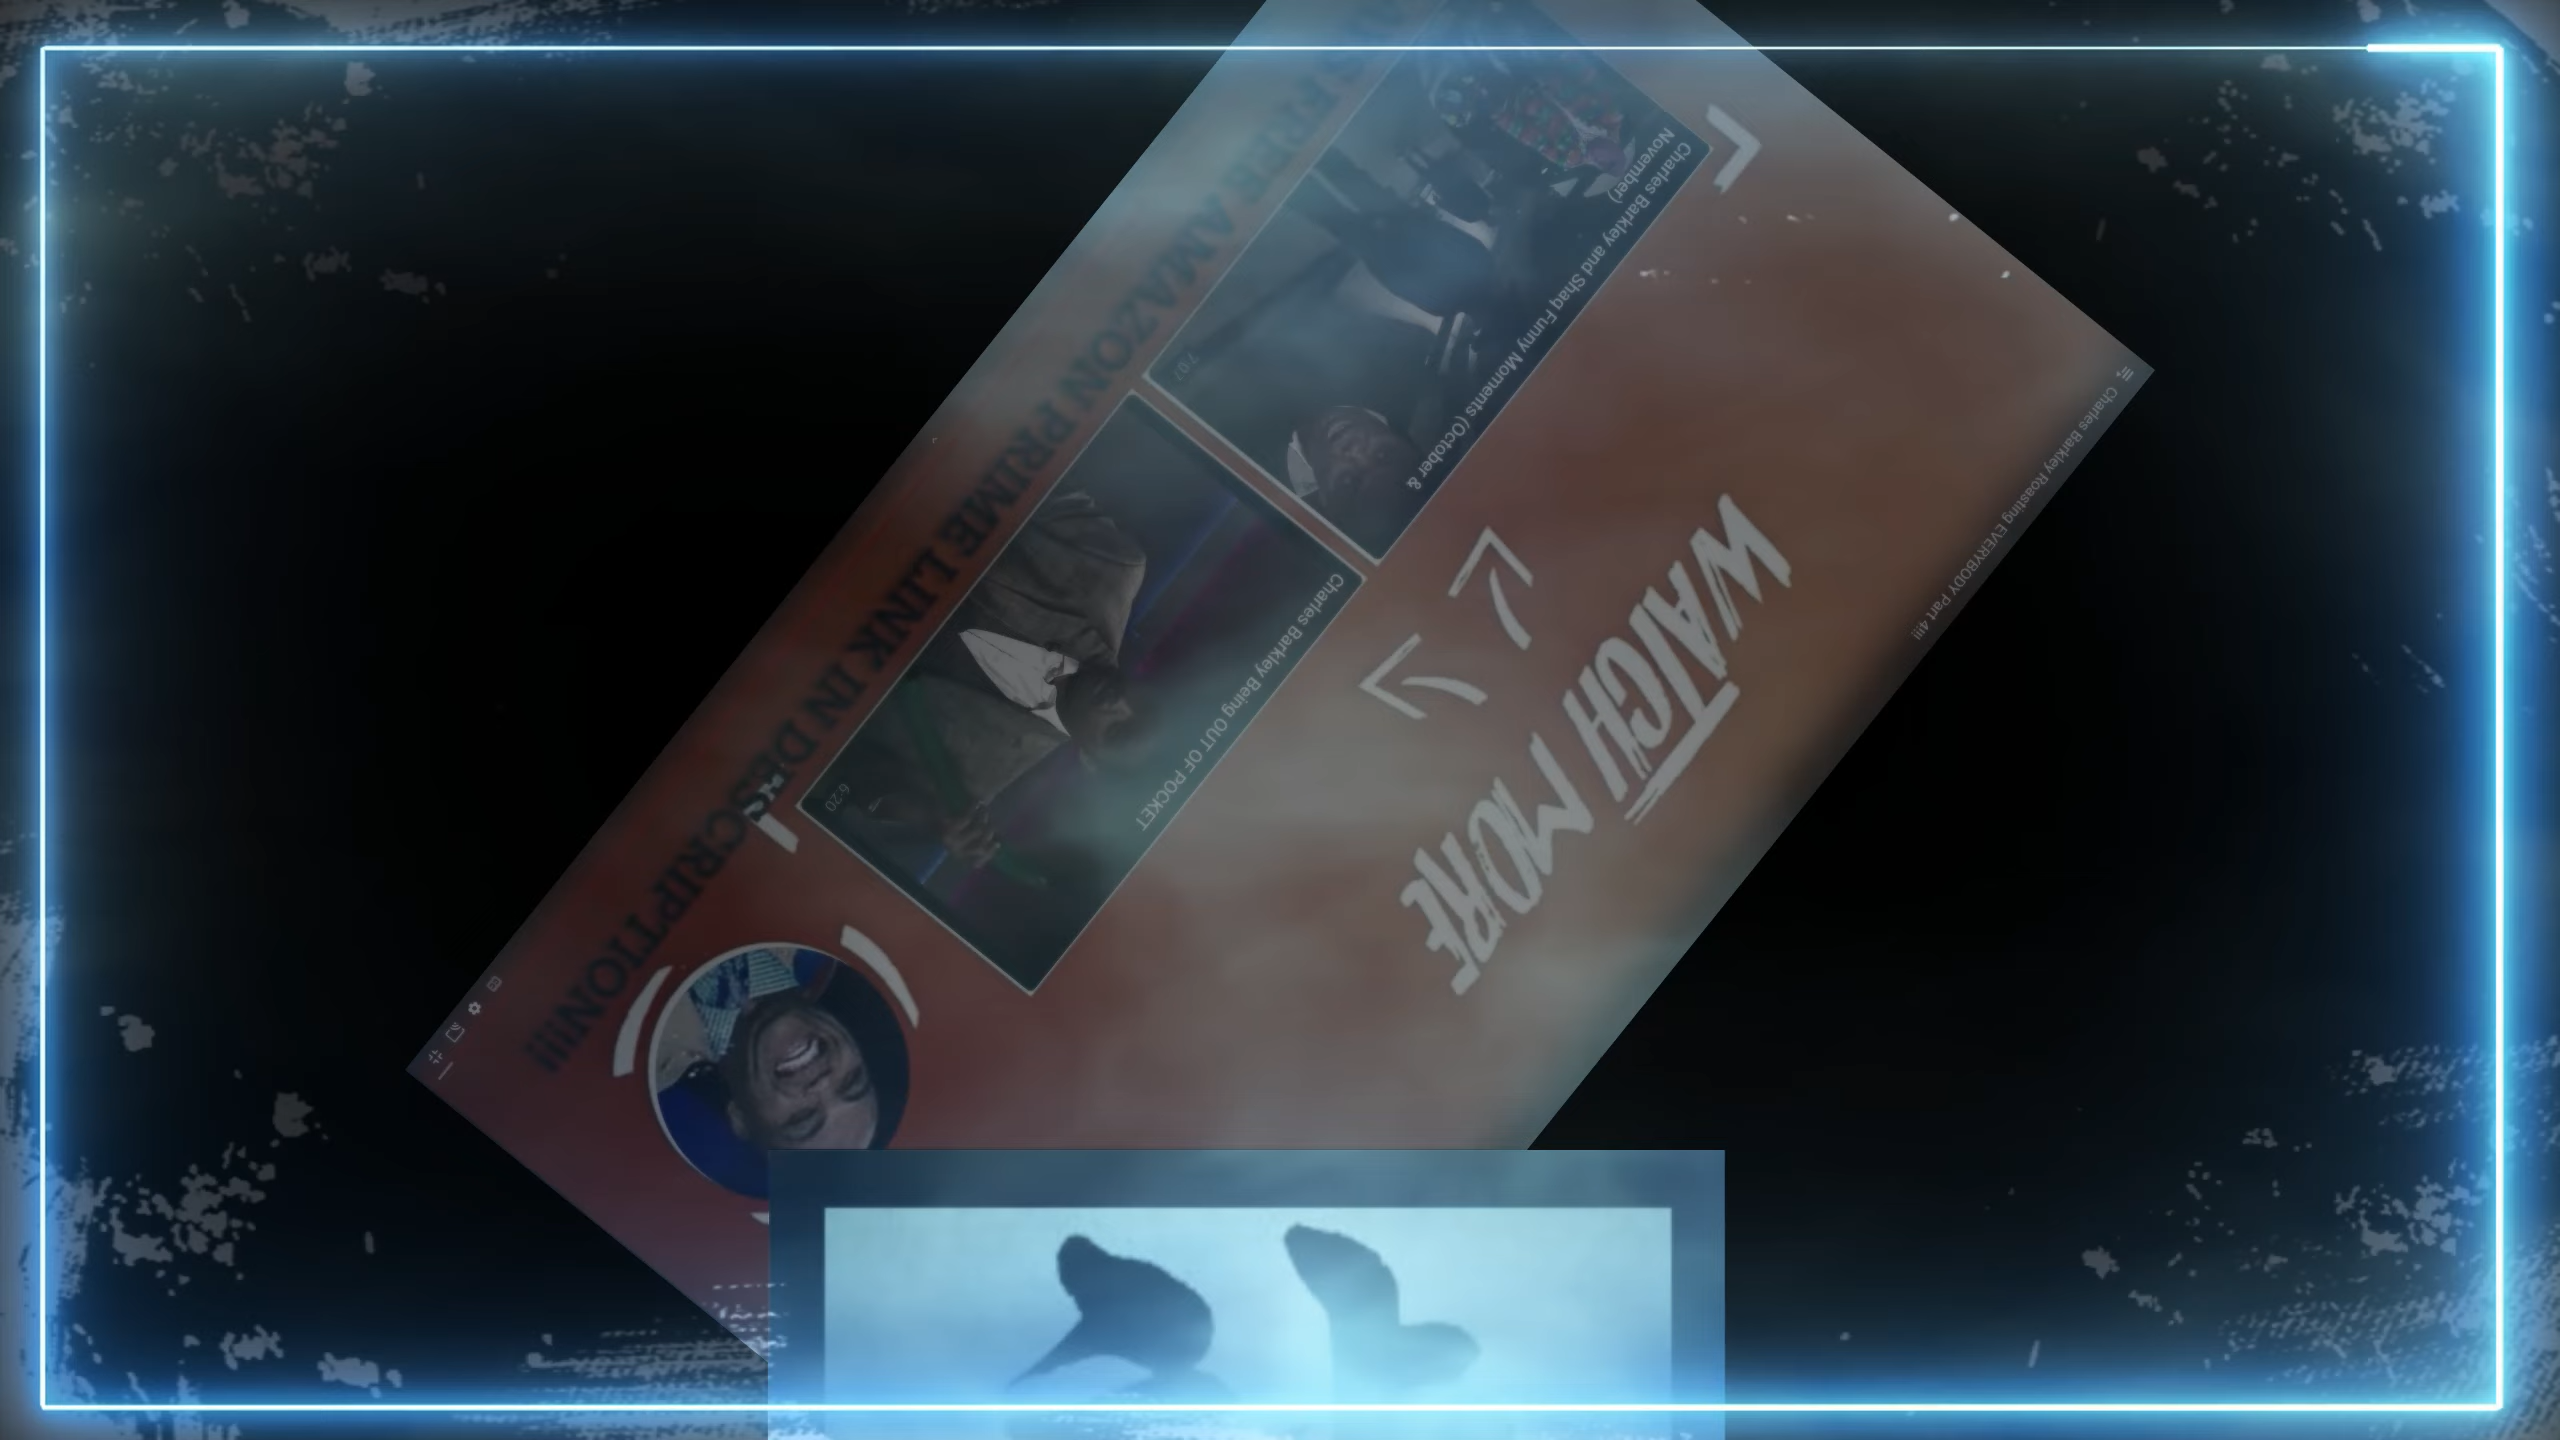 Charles Barkley Roasting EVERYBODY Part 4!!!
WATCH MORE
Charles Barkley and Shaq Funny Moments (October &
November)
7:07
Charles Barkley Being OUT OF POCKET
6:20
FREE AMAZON PRIME LINK IN DESCRIPTION!!!